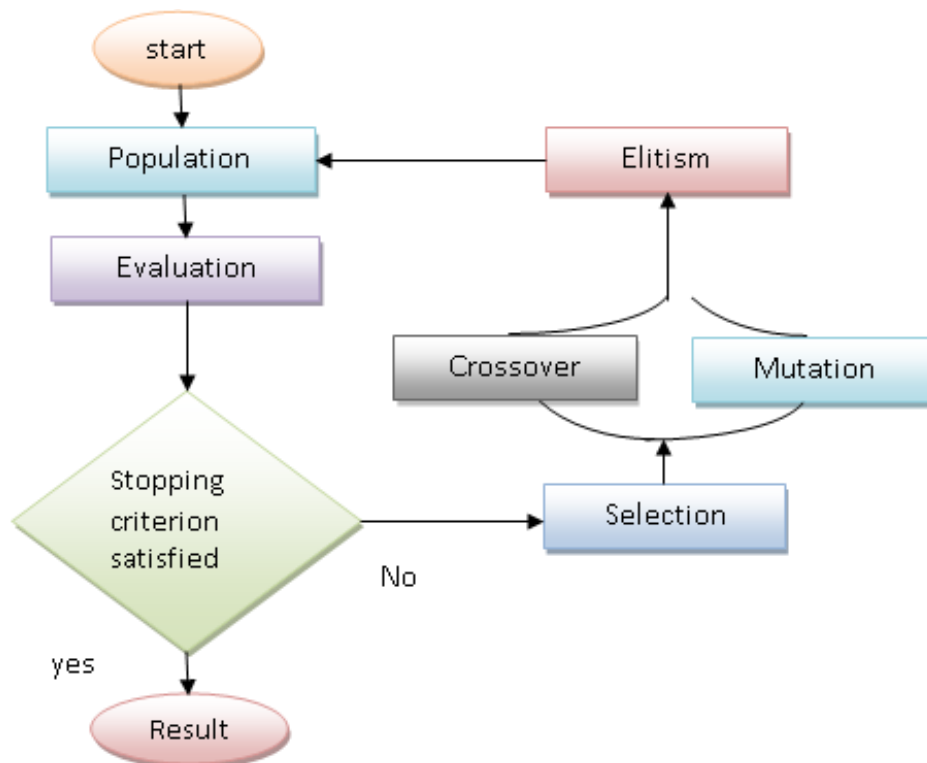 start
Population
Elitism
Evaluation
Crossover
Mutation
Stopping
criterion
satisfied
Selection
No
yes
Result